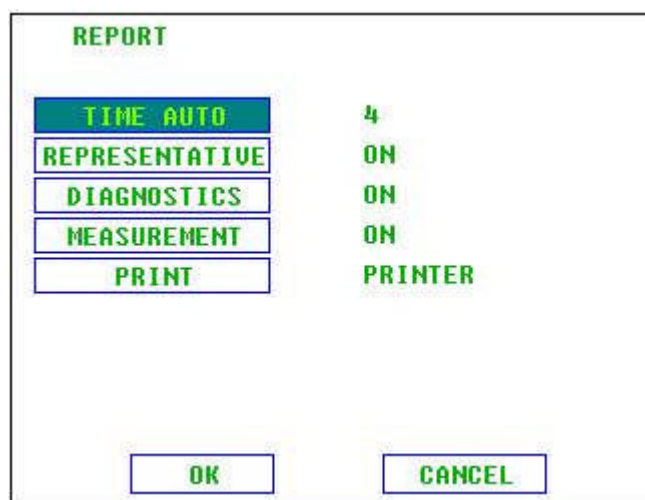 REPORT
TIME AUTO 4
REPRESENTATIVE ON
DIAGNOSTICS ON
MEASUREMENT ON
PRINT PRINTER
OK CANCEL